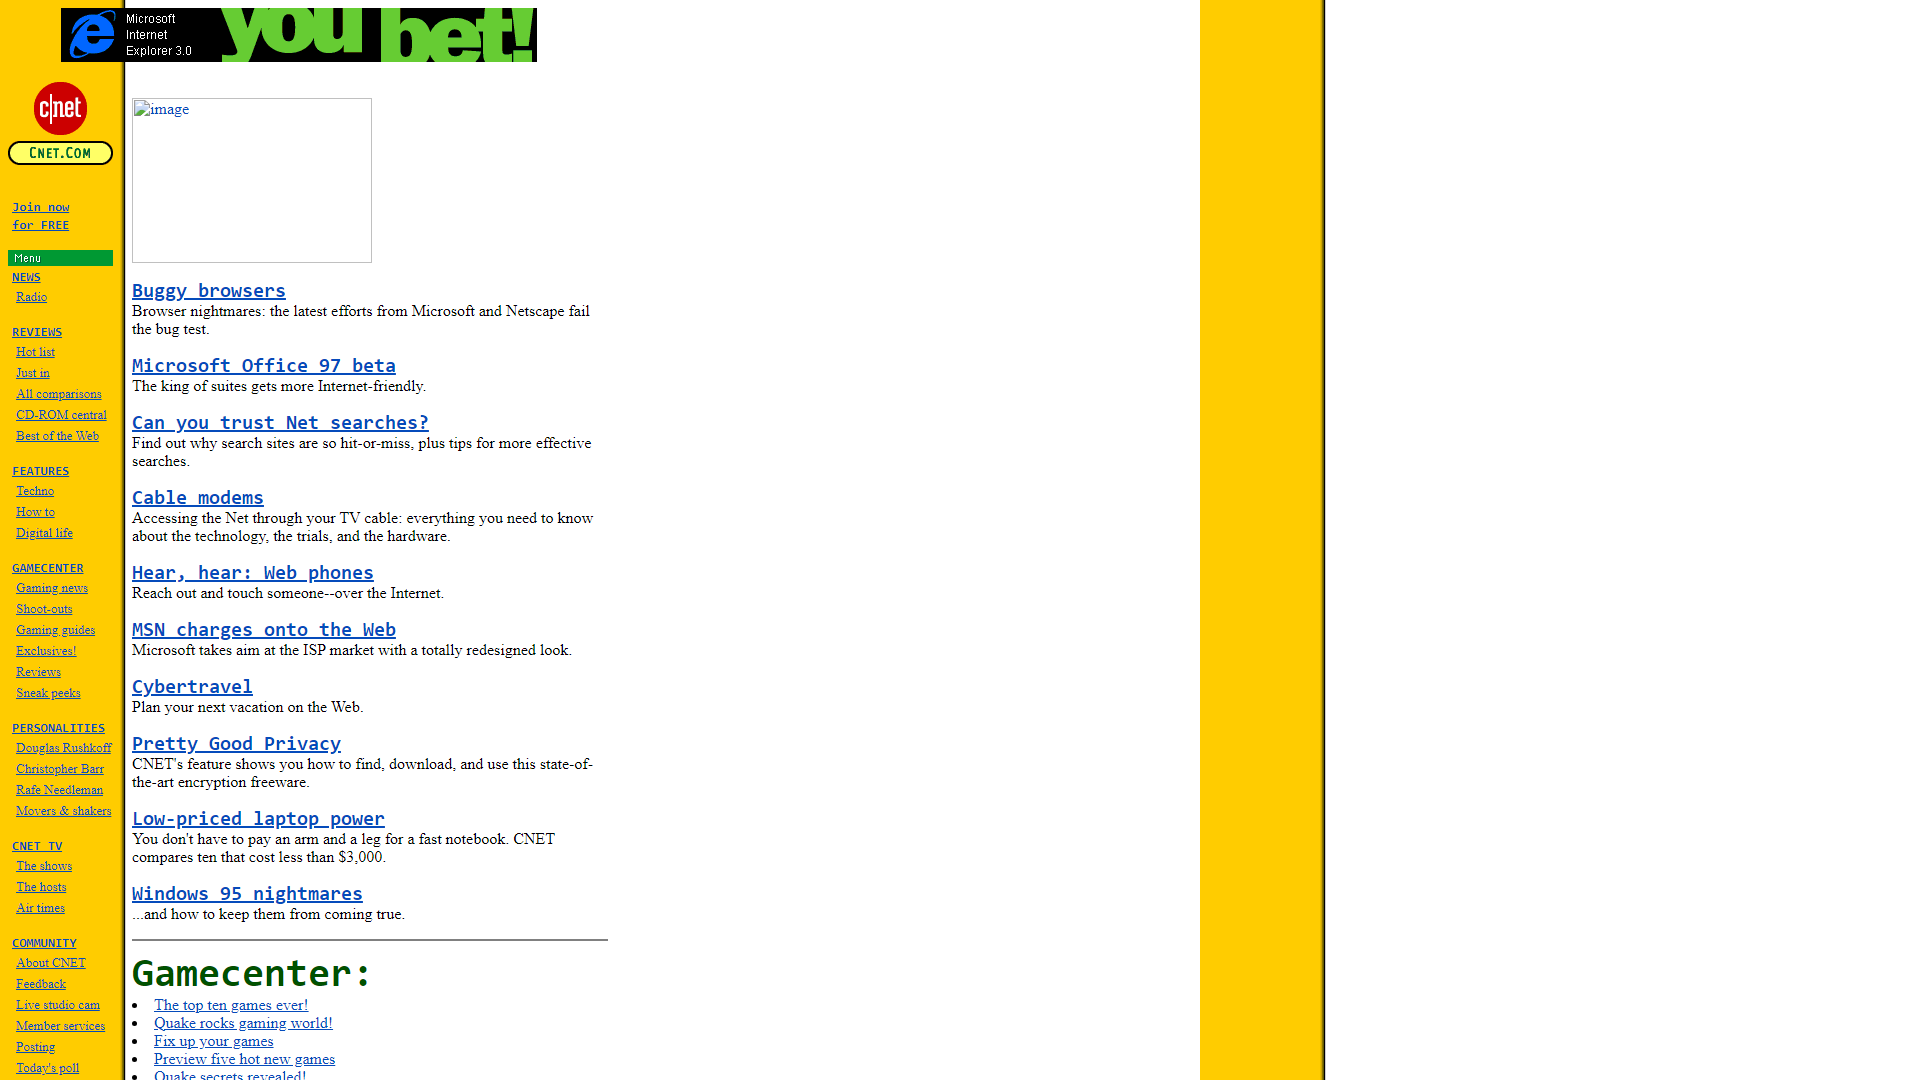 Microsoft
Internet
Explorer 3.0
you bet!
c|net
CNET.COM
Join now
for FREE
Menu
NEWS
Radio
REVIEWS
Hot list
Just in
All comparisons
CD-ROM central
Best of the Web
FEATURES
Techno
How to
Digital life
GAMECENTER
Gaming news
Shoot-outs
Gaming guides
Exclusives!
Reviews
Sneak peeks
PERSONALITIES
Douglas Rushkoff
Christopher Barr
Rafe Needleman
Movers & shakers
CNET TV
The shows
The hosts
Air times
COMMUNITY
About CNET
Feedback
Live studio cam
Member services
Posting
Today's poll
image
Buggy browsers
Browser nightmares: the latest efforts from Microsoft and Netscape fail
the bug test.
Microsoft Office 97 beta
The king of suites gets more Internet-friendly.
Can you trust Net searches?
Find out why search sites are so hit-or-miss, plus tips for more effective
searches.
Cable modems
Accessing the Net through your TV cable: everything you need to know
about the technology, the trials, and the hardware.
Hear, hear: Web phones
Reach out and touch someone--over the Internet.
MSN charges onto the Web
Microsoft takes aim at the ISP market with a totally redesigned look.
Cybertravel
Plan your next vacation on the Web.
Pretty Good Privacy
CNET's feature shows you how to find, download, and use this state-of-
the-art encryption freeware.
Low-priced laptop power
You don't have to pay an arm and a leg for a fast notebook. CNET
compares ten that cost less than $3,000.
Windows 95 nightmares
...and how to keep them from coming true.
Gamecenter:
The top ten games ever!
Quake rocks gaming world!
Fix up your games
Preview five hot new games
Quake secrets revealed!